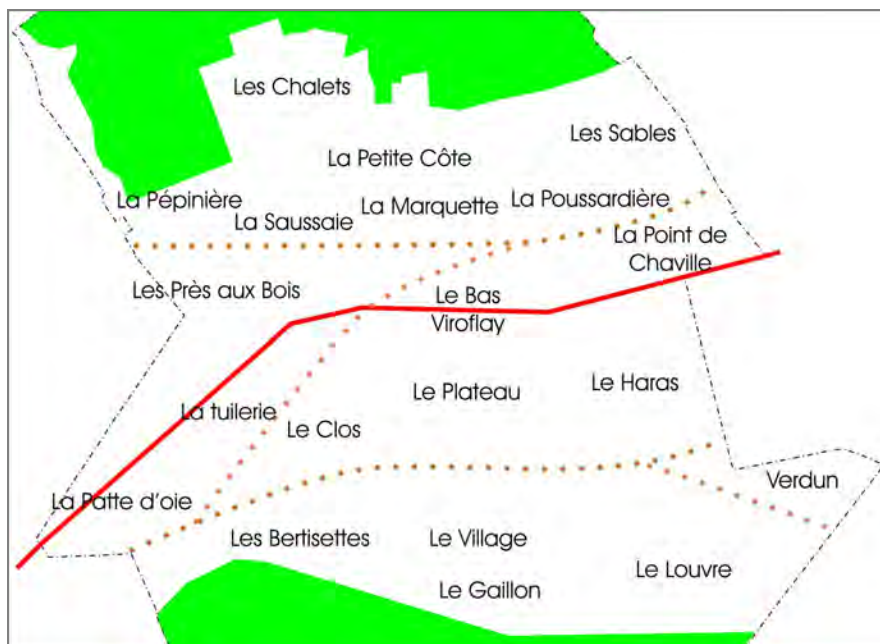 Les Chalets
Les Sables
La Petite Côte
La Pépinière
La Saussaie
La Marquette
La Poussardière
La Point de
Chaville
Les Près aux Bois
Le Bas
Viroflay
Le Plateau
Le Haras
La tuilerie
Le Clos
La Patte d'oie
Verdun
Les Bertisettes
Le Village
Le Gaillon
Le Louvre